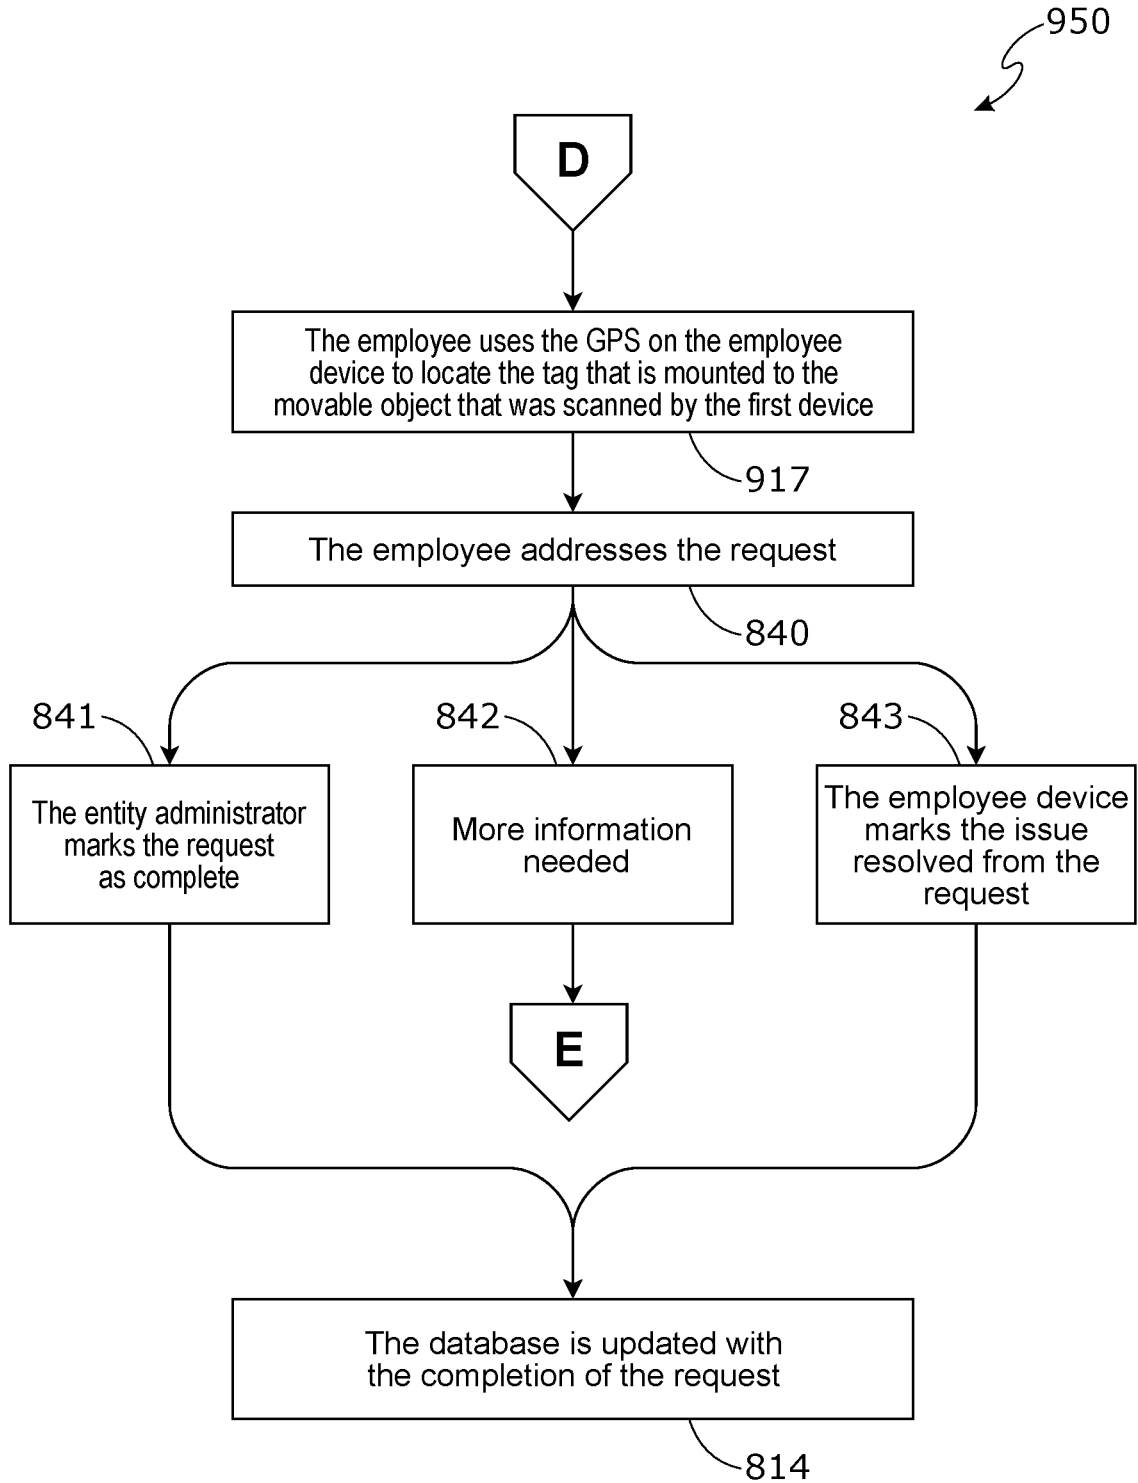 950
D
The employee uses the GPS on the employee
device to locate the tag that is mounted to the
movable object that was scanned by the first device
917
The employee addresses the request
840
841
842
843
The entity administrator
marks the request
as complete
More information
needed
The employee device
marks the issue
resolved from the
request
E
The database is updated with
the completion of the request
814